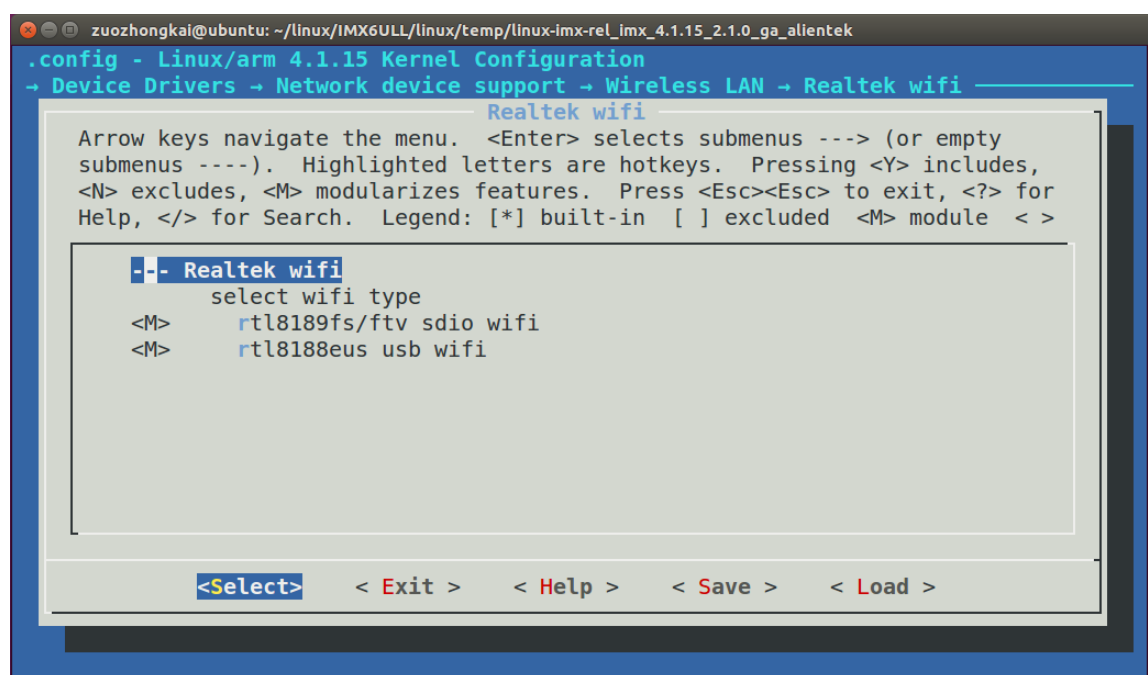 zuozhongkai@ubuntu: ~/linux/IMX6ULL/linux/temp/linux-imx-rel_imx_4.1.15_2.1.0_ga_alientek
.config - Linux/arm 4.1.15 Kernel Configuration
→ Device Drivers → Network device support → Wireless LAN → Realtek wifi
Realtek wifi
Arrow keys navigate the menu.  <Enter> selects submenus ---> (or empty
submenus ----).  Highlighted letters are hotkeys.  Pressing <Y> includes,
<N> excludes, <M> modularizes features.  Press <Esc><Esc> to exit, <?> for
Help, </> for Search.  Legend: [*] built-in  [ ] excluded  <M> module  < >
--- Realtek wifi
select wifi type
<M>     rtl8189fs/ftv sdio wifi
<M>     rtl8188eus usb wifi
<Select>    < Exit >    < Help >    < Save >    < Load >